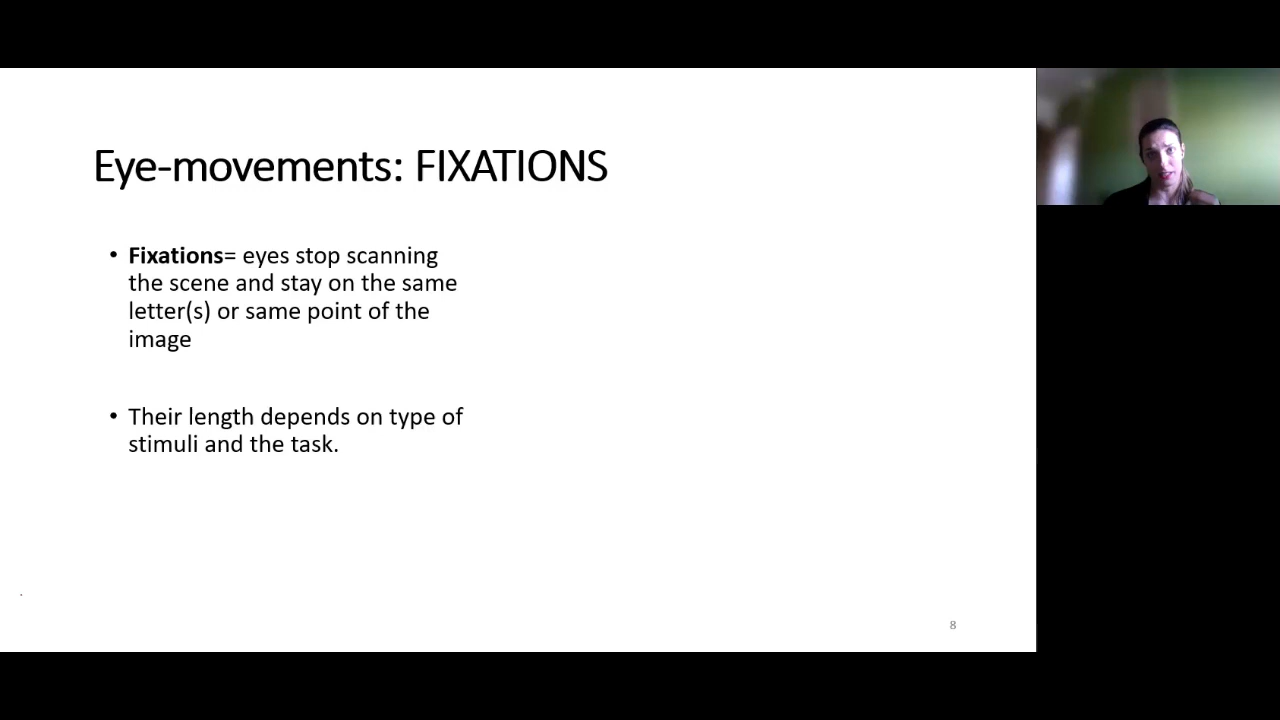 Eye-movements: FIXATIONS
• Fixations= eyes stop scanning
the scene and stay on the same
letter(s) or same point of the
image
• Their length depends on type of
stimuli and the task.
.
8